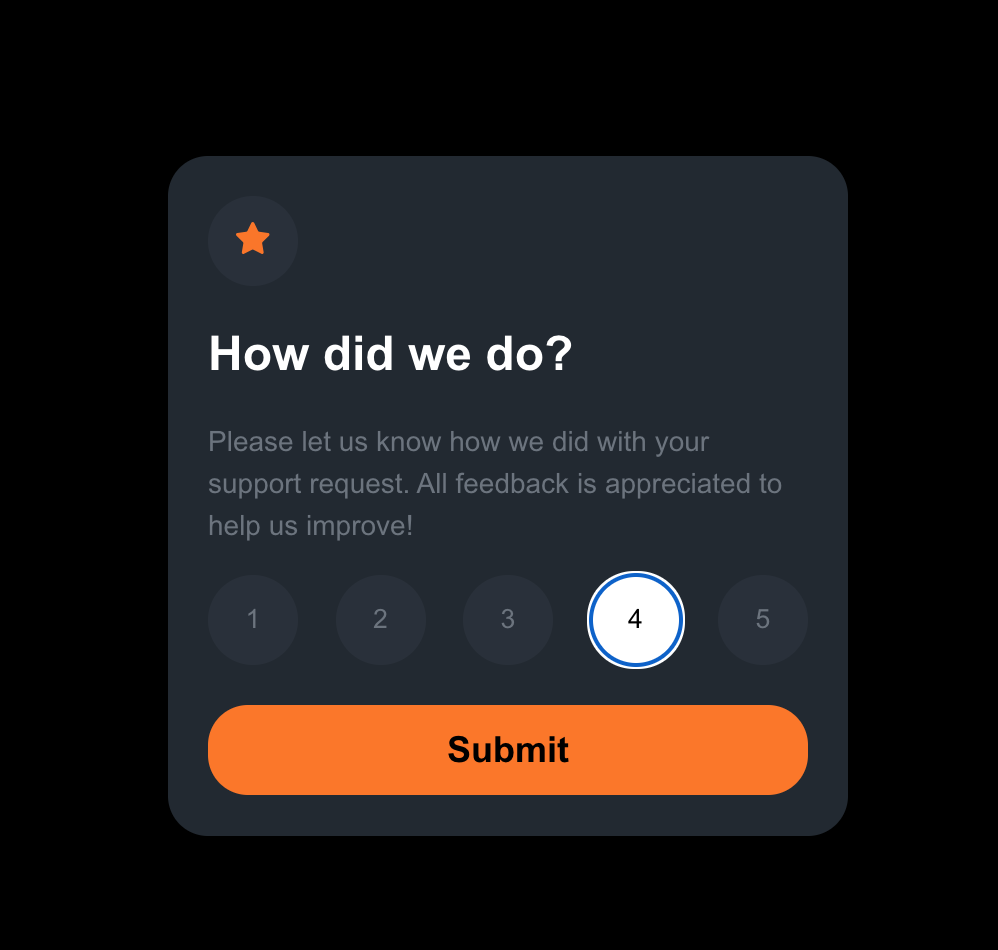 How did we do?
Please let us know how we did with your
support request. All feedback is appreciated to
help us improve!
1 2 3 4 5
Submit